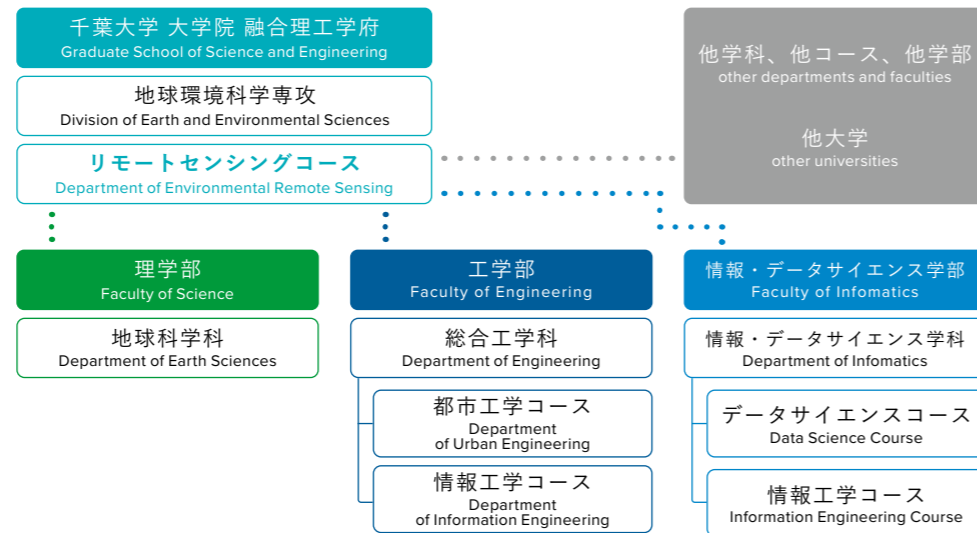 千葉大学 大学院 融合理工学府
Graduate School of Science and Engineering
地球環境科学専攻
Division of Earth and Environmental Sciences
リモートセンシングコース
Department of Environmental Remote Sensing
他学科、他コース、他学部
other departments and faculties
他大学
other universities
理学部
Faculty of Science
地球科学科
Department of Earth Sciences
工学部
Faculty of Engineering
総合工学科
Department of Engineering
都市工学コース
Department
of Urban Engineering
情報工学コース
Department
of Information Engineering
情報・データサイエンス学部
Faculty of Infomatics
情報・データサイエンス学科
Department of Infomatics
データサイエンスコース
Data Science Course
情報工学コース
Information Engineering Course